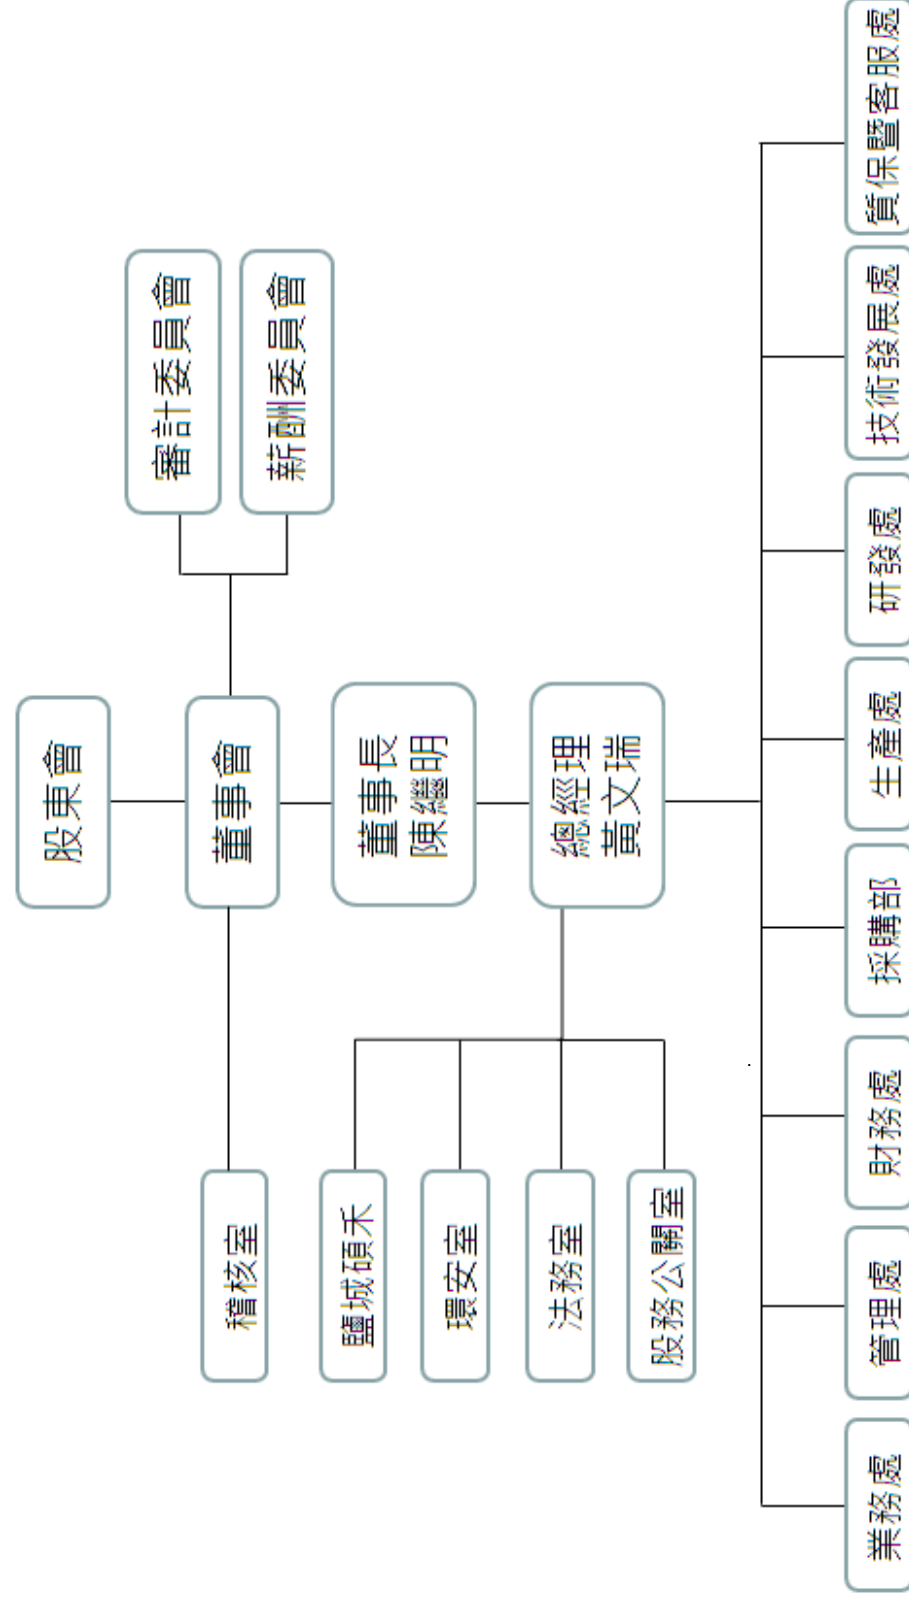 股東會
董事會
審計委員會
薪酬委員會
董事長
陳繼明
總經理
黃文瑞
稽核室
鹽城碩禾
環安室
法務室
股務公關室
業務處
管理處
財務處
採購部
生產處
研發處
技術發展處
質保暨客服處